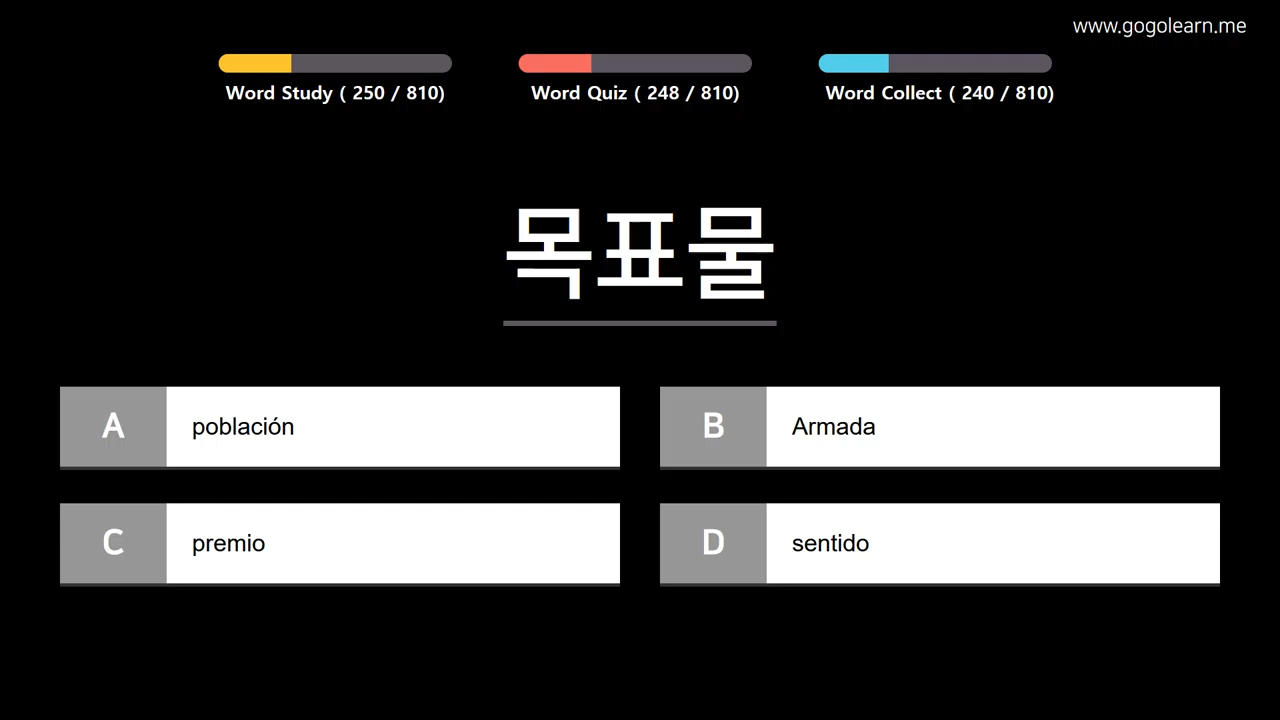 www.gogolearn.me
Word Study ( 250 / 810)
Word Quiz ( 248 / 810)
Word Collect ( 240 / 810)
목표물
A población
B Armada
C premio
D sentido